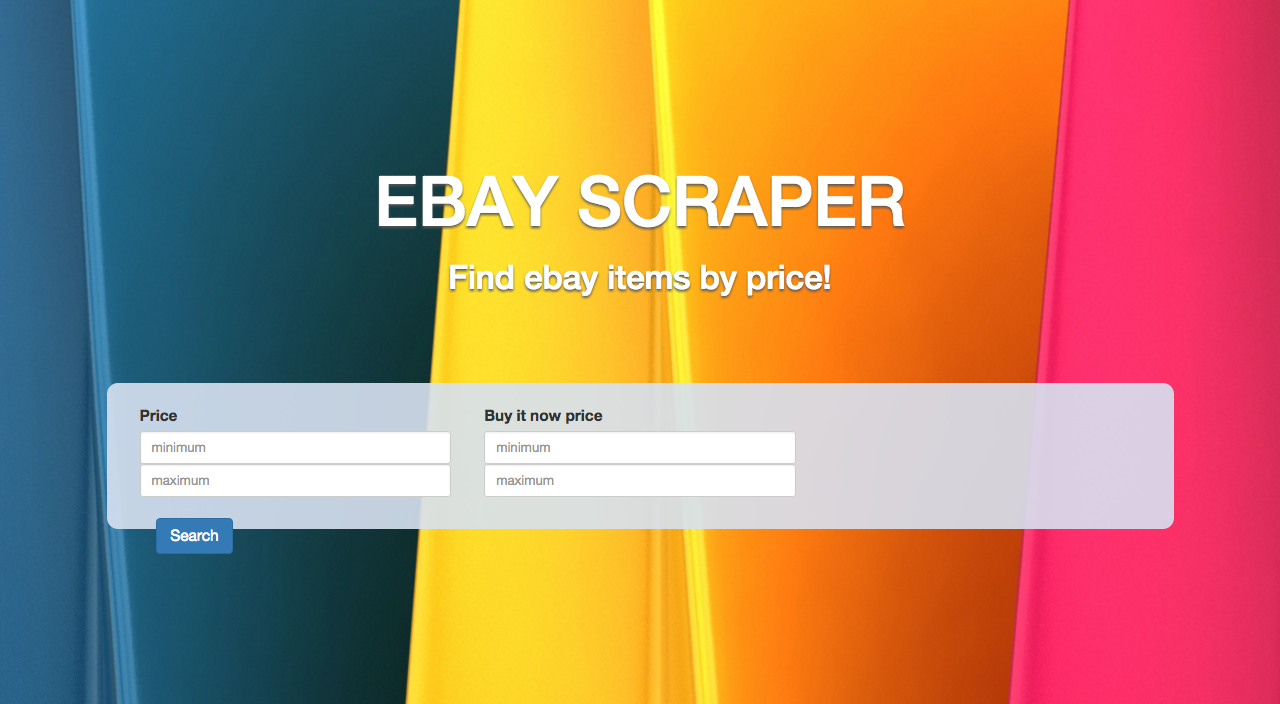 EBAY SCRAPER
Find ebay items by price!
Price
minimum
maximum
Buy it now price
minimum
maximum
Search